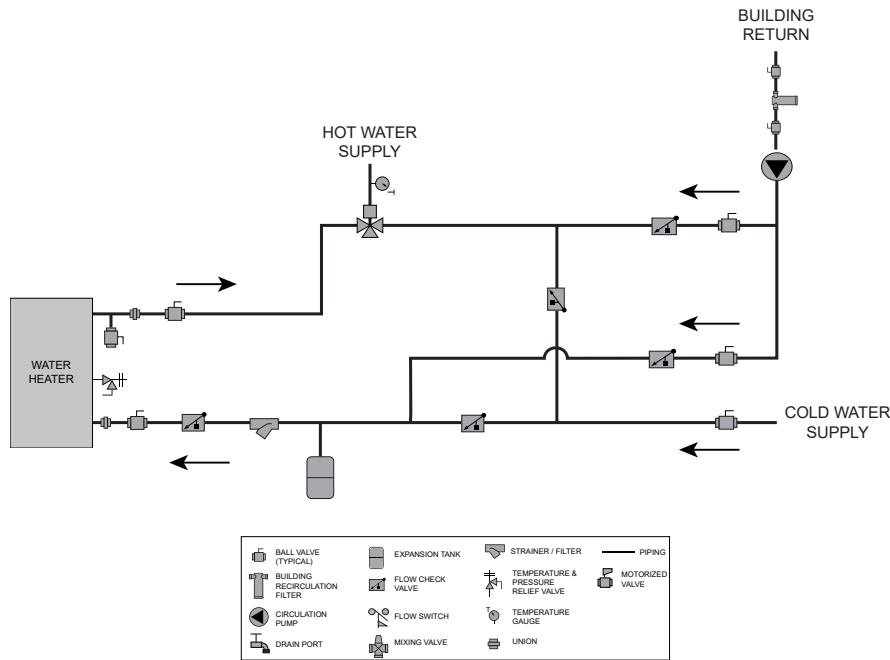 BUILDING
RETURN
HOT WATER
SUPPLY
T
WATER
HEATER
COLD WATER
SUPPLY
BALL VALVE
(TYPICAL)
BUILDING
RECIRCULATION
FILTER
CIRCULATION
PUMP
DRAIN PORT
EXPANSION TANK
FLOW CHECK
VALVE
FLOW SWITCH
MIXING VALVE
STRAINER / FILTER
TEMPERATURE &
PRESSURE
RELIEF VALVE
T
TEMPERATURE
GAUGE
UNION
PIPING
MOTORIZED
VALVE